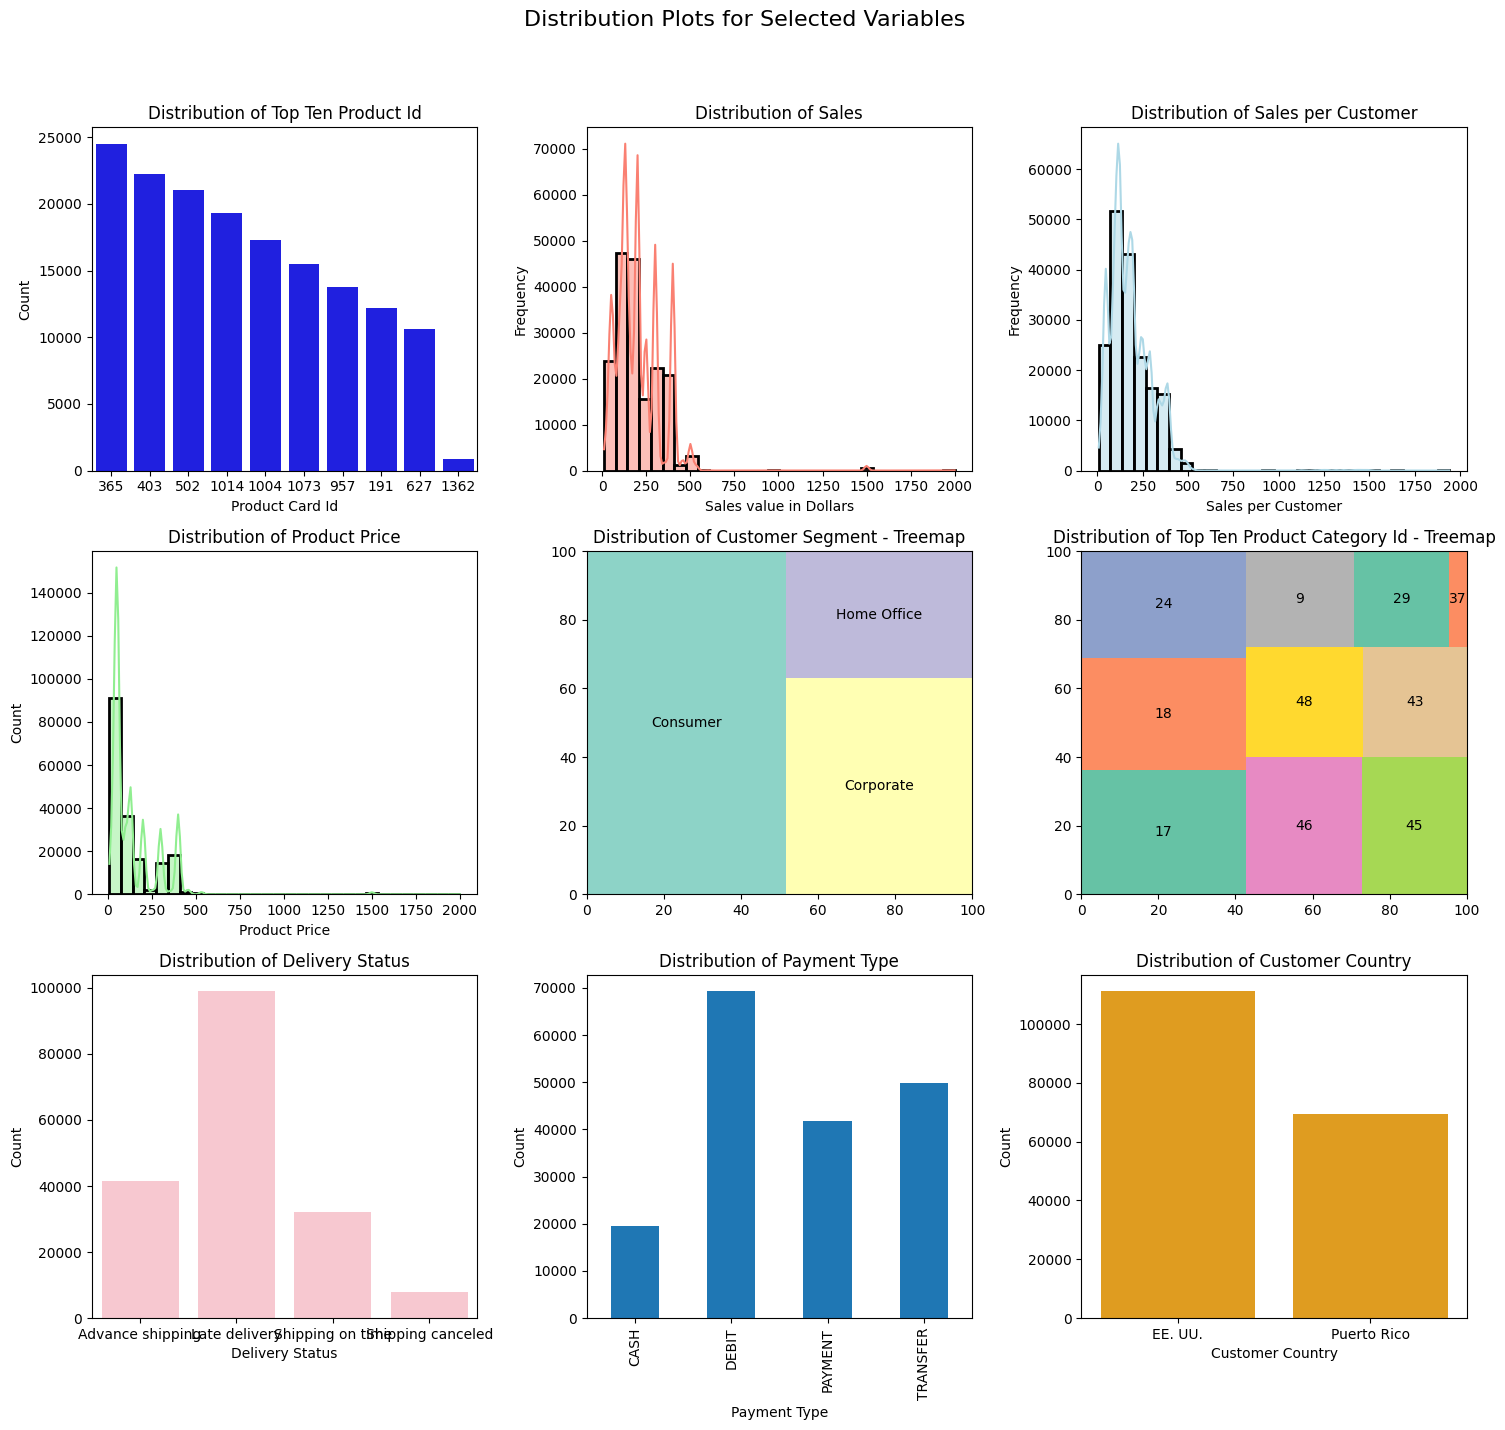 Distribution Plots for Selected Variables
Distribution of Top Ten Product Id
25000
20000
15000
10000
5000
0
Count
365 403 502 1014 1004 1073 957 191 627 1362
Product Card Id
Distribution of Sales
70000
60000
50000
40000
30000
20000
10000
0
Frequency
0 250 500 750 1000 1250 1500 1750 2000
Sales value in Dollars
Distribution of Sales per Customer
60000
50000
40000
30000
20000
10000
0
Frequency
0 250 500 750 1000 1250 1500 1750 2000
Sales per Customer
Distribution of Product Price
140000
120000
100000
80000
60000
40000
20000
0
Count
0 250 500 750 1000 1250 1500 1750 2000
Product Price
Distribution of Customer Segment - Treemap
100
80
60
40
20
0
Home Office
Consumer
Corporate
0 20 40 60 80 100
Distribution of Top Ten Product Category Id - Treemap
100
80
60
40
20
0
24 9 29 37
18 48 43
17 46 45
0 20 40 60 80 100
Distribution of Delivery Status
100000
80000
60000
40000
20000
0
Count
Advance shipping Late delivery Shipping on time Shipping canceled
Delivery Status
Distribution of Payment Type
70000
60000
50000
40000
30000
20000
10000
0
Count
CASH
DEBIT
PAYMENT
TRANSFER
Payment Type
Distribution of Customer Country
100000
80000
60000
40000
20000
0
Count
EE. UU. Puerto Rico
Customer Country